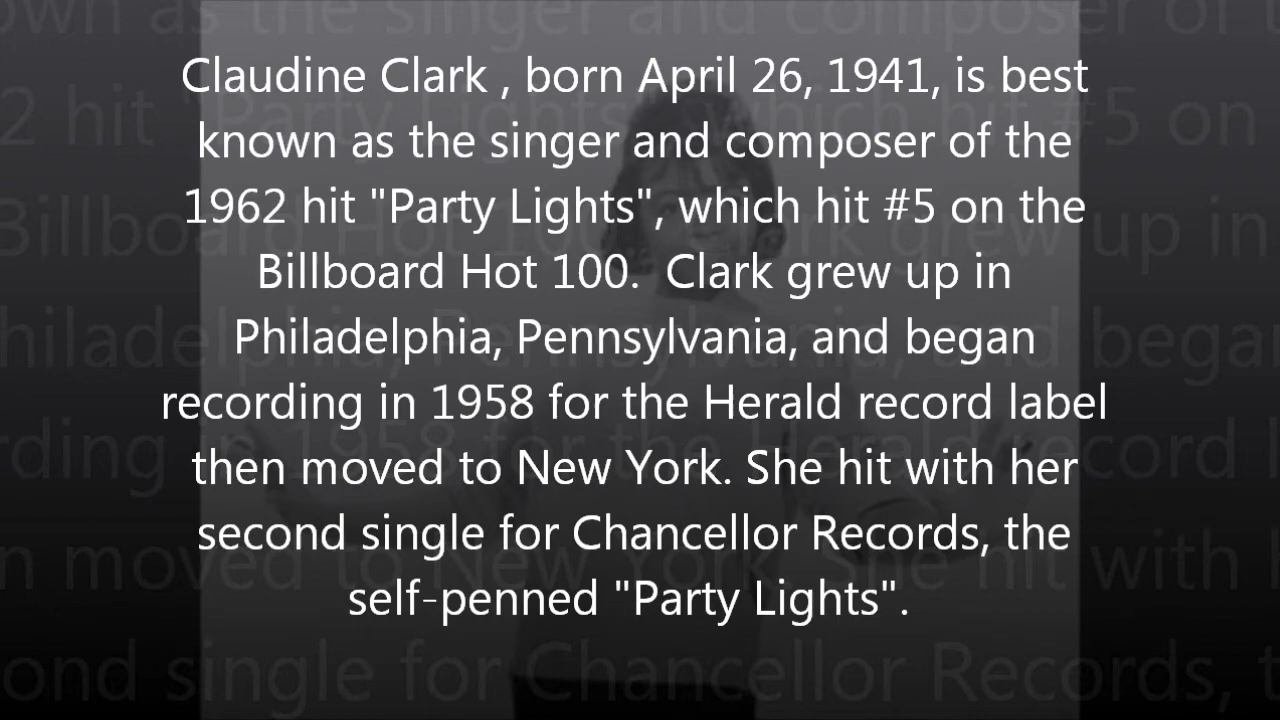 Claudine Clark , born April 26, 1941, is best
known as the singer and composer of the
1962 hit "Party Lights", which hit #5 on the
Billboard Hot 100.  Clark grew up in
Philadelphia, Pennsylvania, and began
recording in 1958 for the Herald record label
then moved to New York. She hit with her
second single for Chancellor Records, the
self-penned "Party Lights".